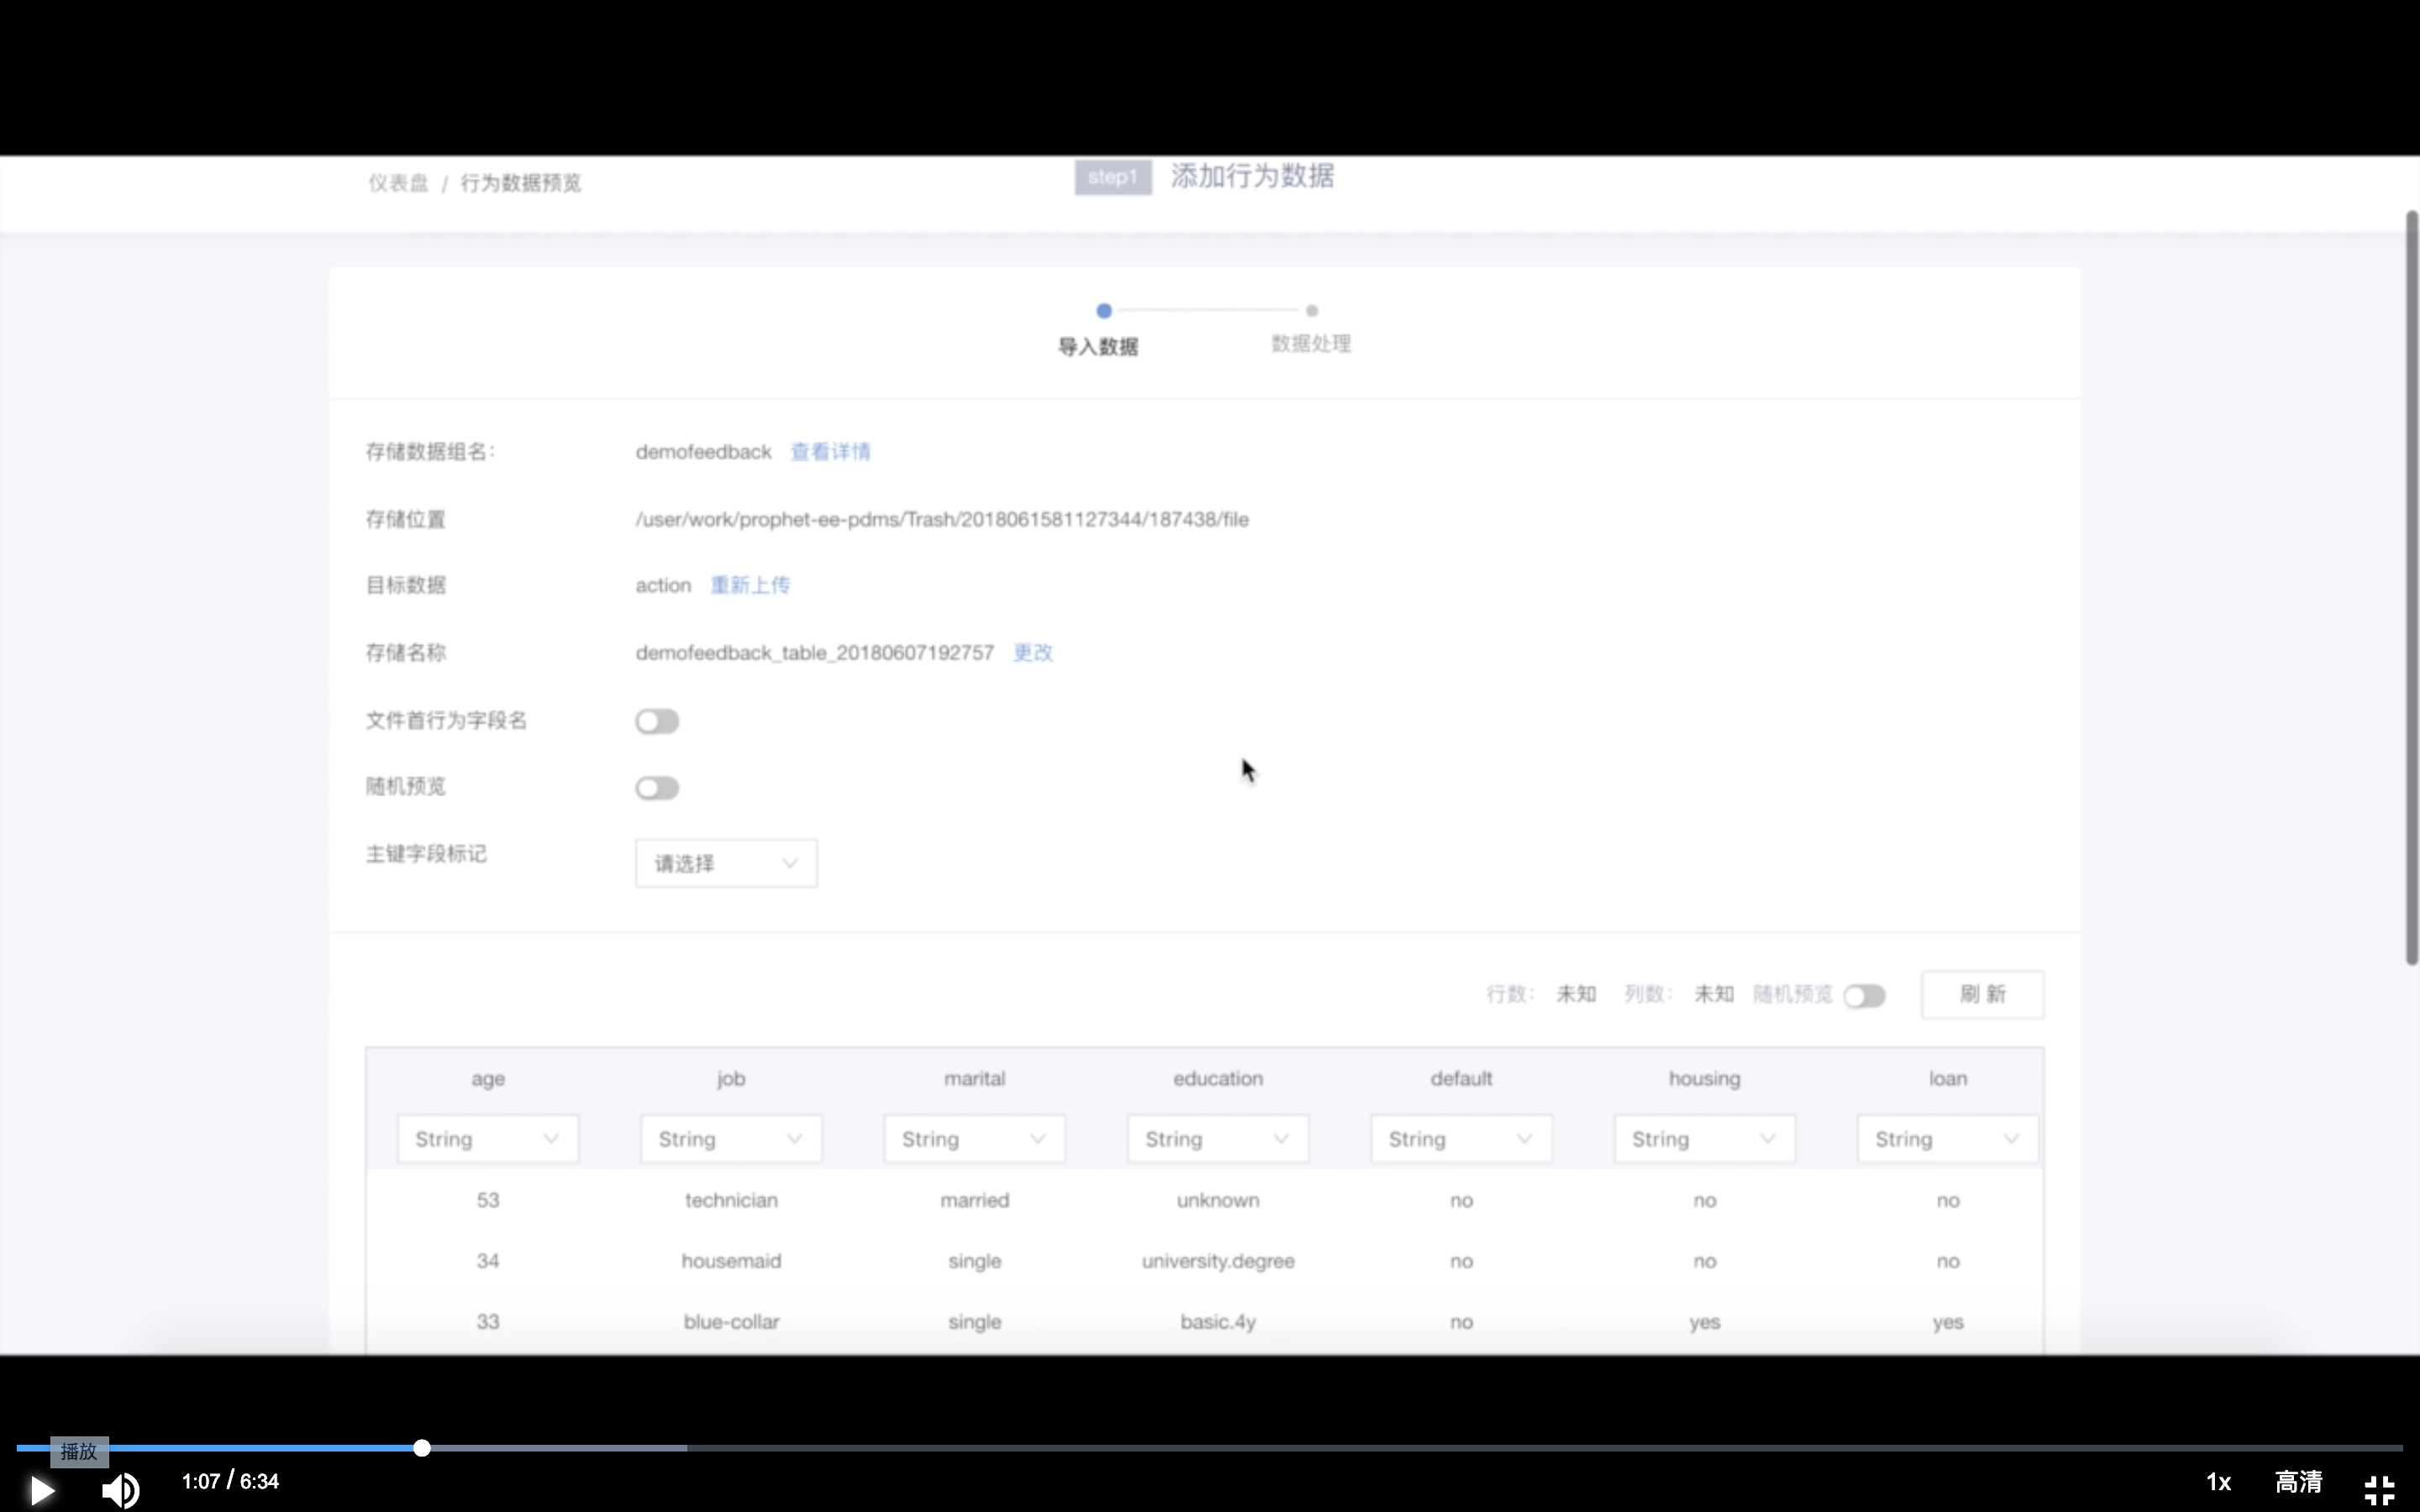 仪表盘 / 行为数据预览
step1 添加行为数据
导入数据 数据处理
存储数据组名: demofeedback 查看详情
存储位置 /user/work/prophet-ee-pdms/Trash/2018061581127344/187438/file
目标数据 action 重新上传
存储名称 demofeedback_table_20180607192757 更改
文件首行为字段名
随机预览
主键字段标记 请选择
行数: 未知 列数: 未知 随机预览 刷 新
age job marital education default housing loan
String String String String String String String
53 technician married unknown no no no
34 housemaid single university.degree no no no
33 blue-collar single basic.4y no yes yes
播放
1:07 / 6:34 1x 高清